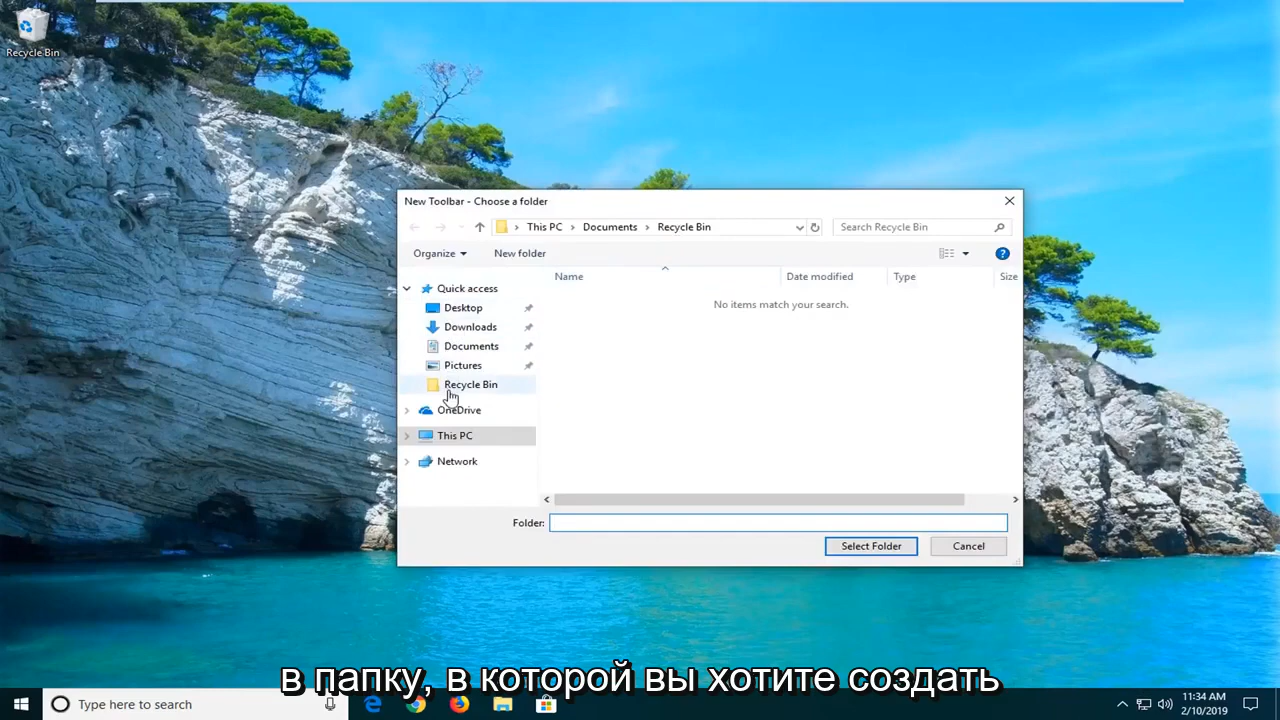 Recycle Bin
New Toolbar - Choose a folder
This PC
Documents
Recycle Bin
Search Recycle Bin
Organize
New folder
Name
Date modified
Type
Size
No items match your search.
Quick access
Desktop
Downloads
Documents
Pictures
Recycle Bin
OneDrive
This PC
Network
Folder:
Select Folder
Cancel
в папку, в которой вы хотите создать
Type here to search
11:34 AM
2/10/2019